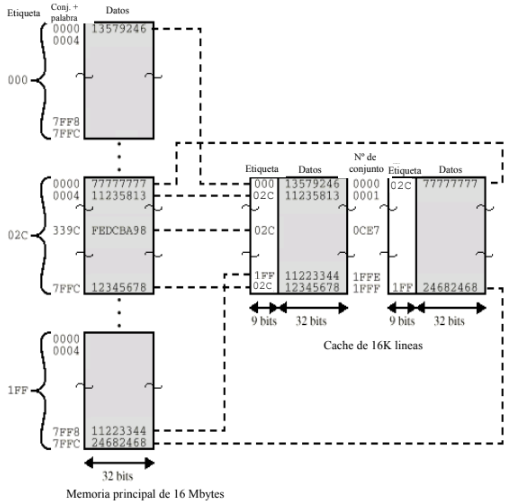 Etiqueta Conj. + palabra Datos
0000 13579246
0004
000
7FF8
7FFC
Etiqueta Datos Nº de conjunto Etiqueta Datos
0000 77777777 000 13579246 0000 02C 77777777
0004 11235813 02C 11235813 0001
02C 339C FEDCBA98 02C 0CE7
1FF 11223344 1FFE
7FFC 12345678 02C 12345678 1FFF 1FF 24682468
9 bits 32 bits 9 bits 32 bits
Cache de 16K lineas
0000
0004
1FF
7FF8 11223344
7FFC 24682468
32 bits
Memoria principal de 16 Mbytes